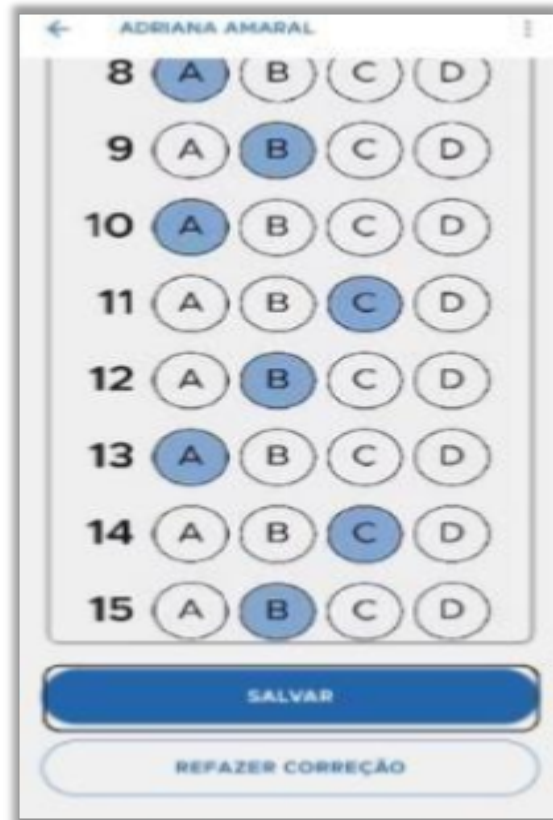 ADRIANA AMARAL
8 A B C D
9 A B C D
10 A B C D
11 A B C D
12 A B C D
13 A B C D
14 A B C D
15 A B C D
SALVAR
REFAZER CORREÇÃO